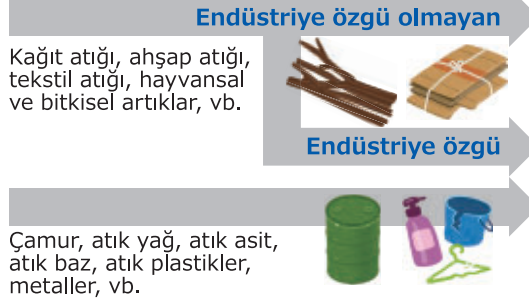 Endüstriye özgü olmayan
Kağıt atığı, ahşap atığı,
tekstil atığı, hayvansal
ve bitkisel artıklar, vb.
Endüstriye özgü
Çamur, atık yağ, atık asit,
atık baz, atık plastikler,
metaller, vb.